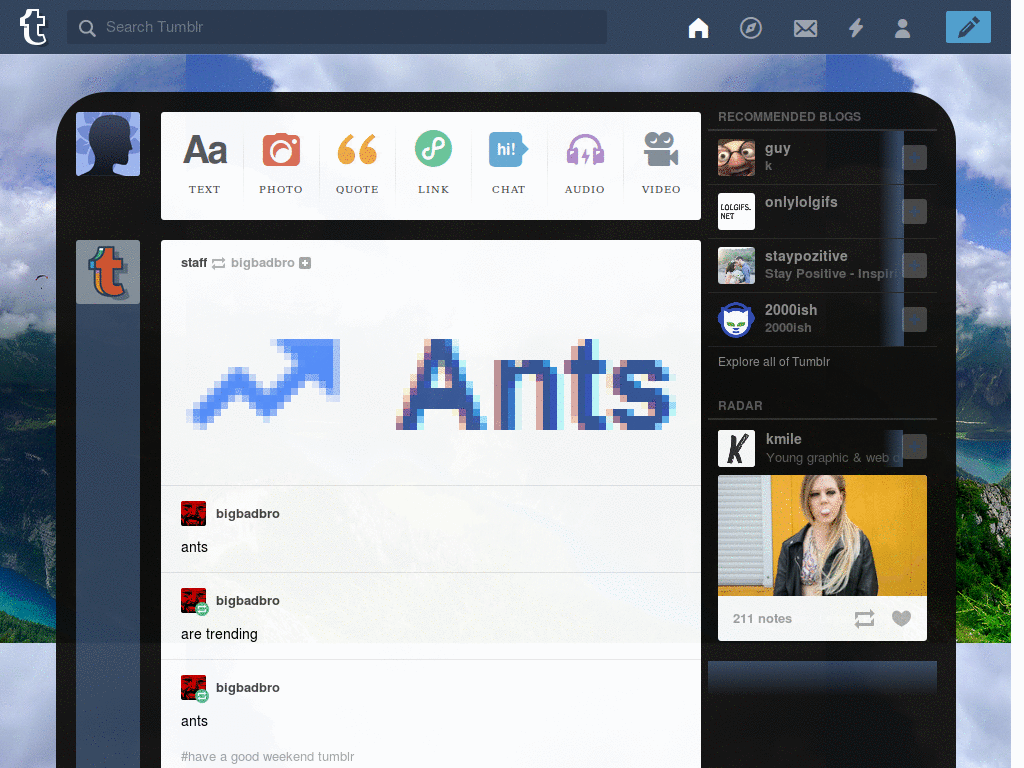 Search Tumblr
Aa
hi!
TEXT
PHOTO
QUOTE
LINK
CHAT
AUDIO
VIDEO
staff bigbadbro
Ants
bigbadbro
ants
bigbadbro
are trending
bigbadbro
ants
#have a good weekend tumblr
RECOMMENDED BLOGS
guy
k
LOLGIFS.
NET
onlylolgifs
staypozitive
Stay Positive - Inspiri
2000ish
2000ish
Explore all of Tumblr
RADAR
kmile
Young graphic & web d
211 notes